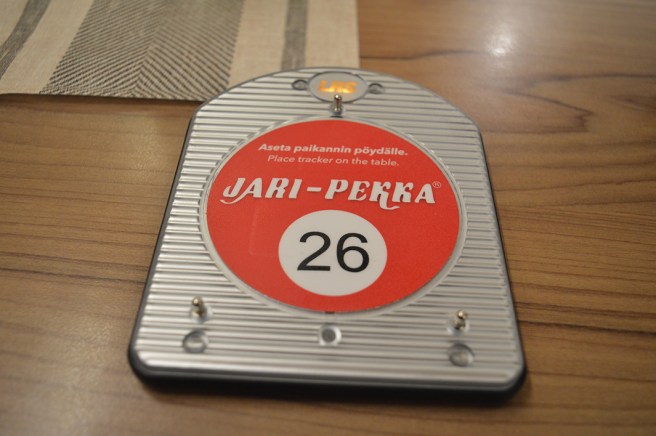 Aseta paikannin pöydälle.
Place tracker on the table.
JARI-PEKKA®
26